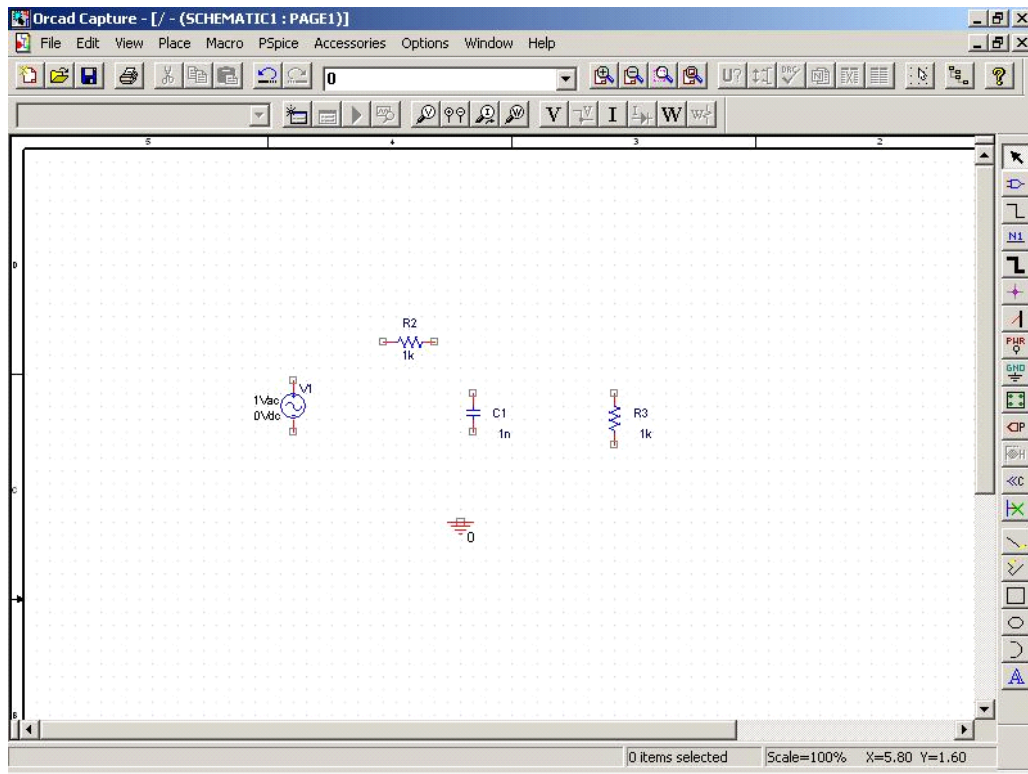 Orcad Capture - [/ - (SCHEMATIC1 : PAGE1)]
File Edit View Place Macro PSpice Accessories Options Window Help
0
U?
DRC
V I W
5 4 3 2
D
R2
1k
V1
1Vac
0Vdc
C1
1n
R3
1k
C
0
B
N1
PWR
GND
A
0 items selected Scale=100% X=5.80 Y=1.60